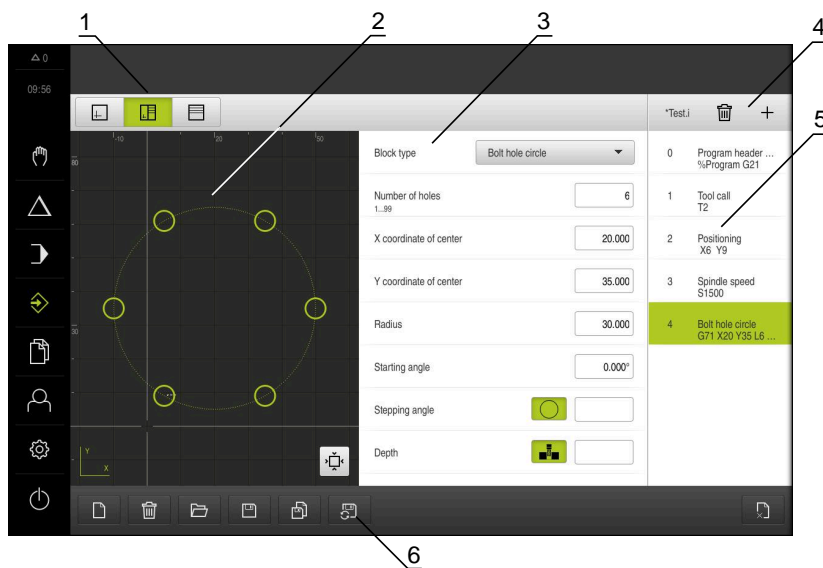 1
2
3
4
5
6
0
09:56
-10
20
50
80
30
Y
X
Block type
Bolt hole circle
Number of holes
1...99
6
X coordinate of center
20.000
Y coordinate of center
35.000
Radius
30.000
Starting angle
0.000°
Stepping angle
Depth
*Test.i
0 Program header ...
%Program G21
1 Tool call
T2
2 Positioning
X6 Y9
3 Spindle speed
S1500
4 Bolt hole circle
G71 X20 Y35 L6 ...